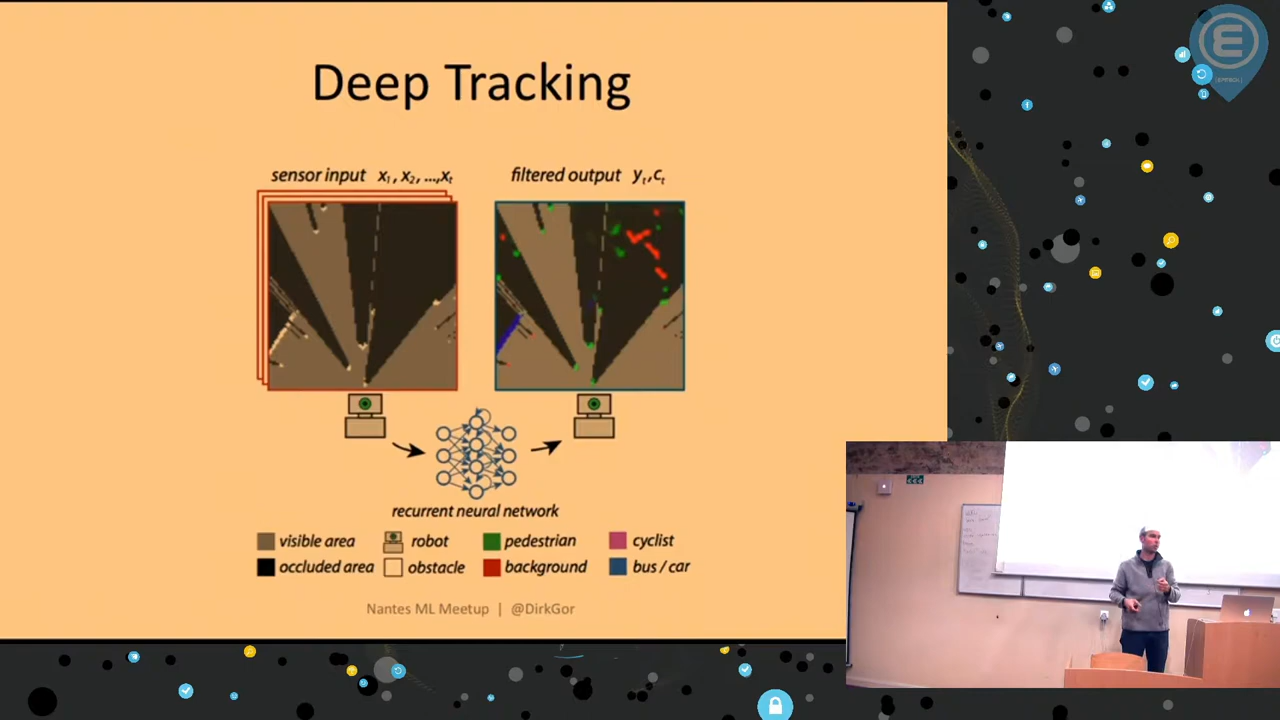 Deep Tracking
sensor input x1, x2, ...,xt
filtered output yt,ct
recurrent neural network
visible area
robot
pedestrian
cyclist
occluded area
obstacle
background
bus / car
Nantes ML Meetup | @DirkGor